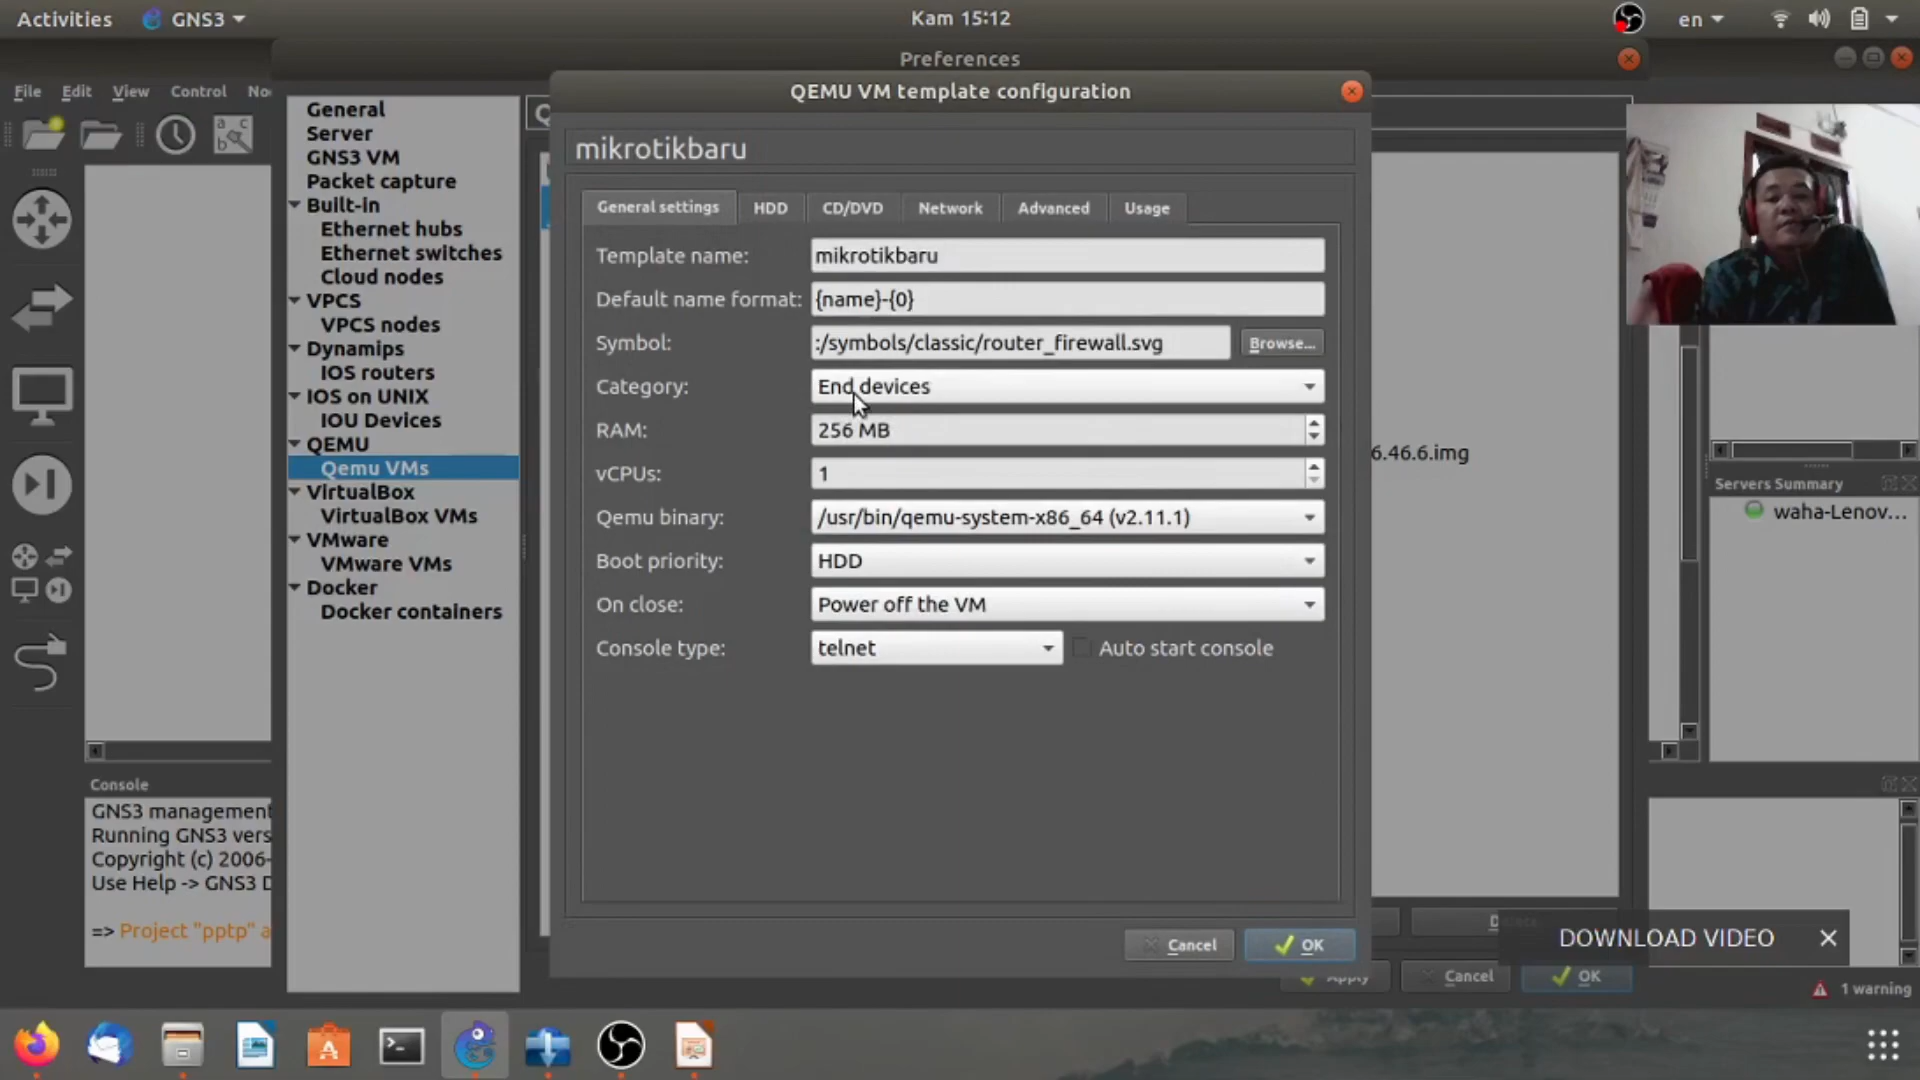 Activities
GNS3
Kam 15:12
en
Preferences
File Edit View Control
QEMU VM template configuration
mikrotikbaru
General
Server
GNS3 VM
Packet capture
Built-in
Ethernet hubs
Ethernet switches
Cloud nodes
VPCS
VPCS nodes
Dynamips
IOS routers
IOS on UNIX
IOU Devices
QEMU
Qemu VMs
VirtualBox
VirtualBox VMs
VMware
VMware VMs
Docker
Docker containers
General settings HDD CD/DVD Network Advanced Usage
Template name: mikrotikbaru
Default name format: {name}-{0}
Symbol: :/symbols/classic/router_firewall.svg Browse...
Category: End devices
RAM: 256 MB
vCPUs: 1
Qemu binary: /usr/bin/qemu-system-x86_64 (v2.11.1)
Boot priority: HDD
On close: Power off the VM
Console type: telnet Auto start console
Cancel OK
6.46.6.img
Servers Summary
waha-Lenov...
Console
GNS3 management
Running GNS3 vers
Copyright (c) 2006-
Use Help -> GNS3 D
=> Project "pptp" a
DOWNLOAD VIDEO
Apply Cancel OK
1 warning